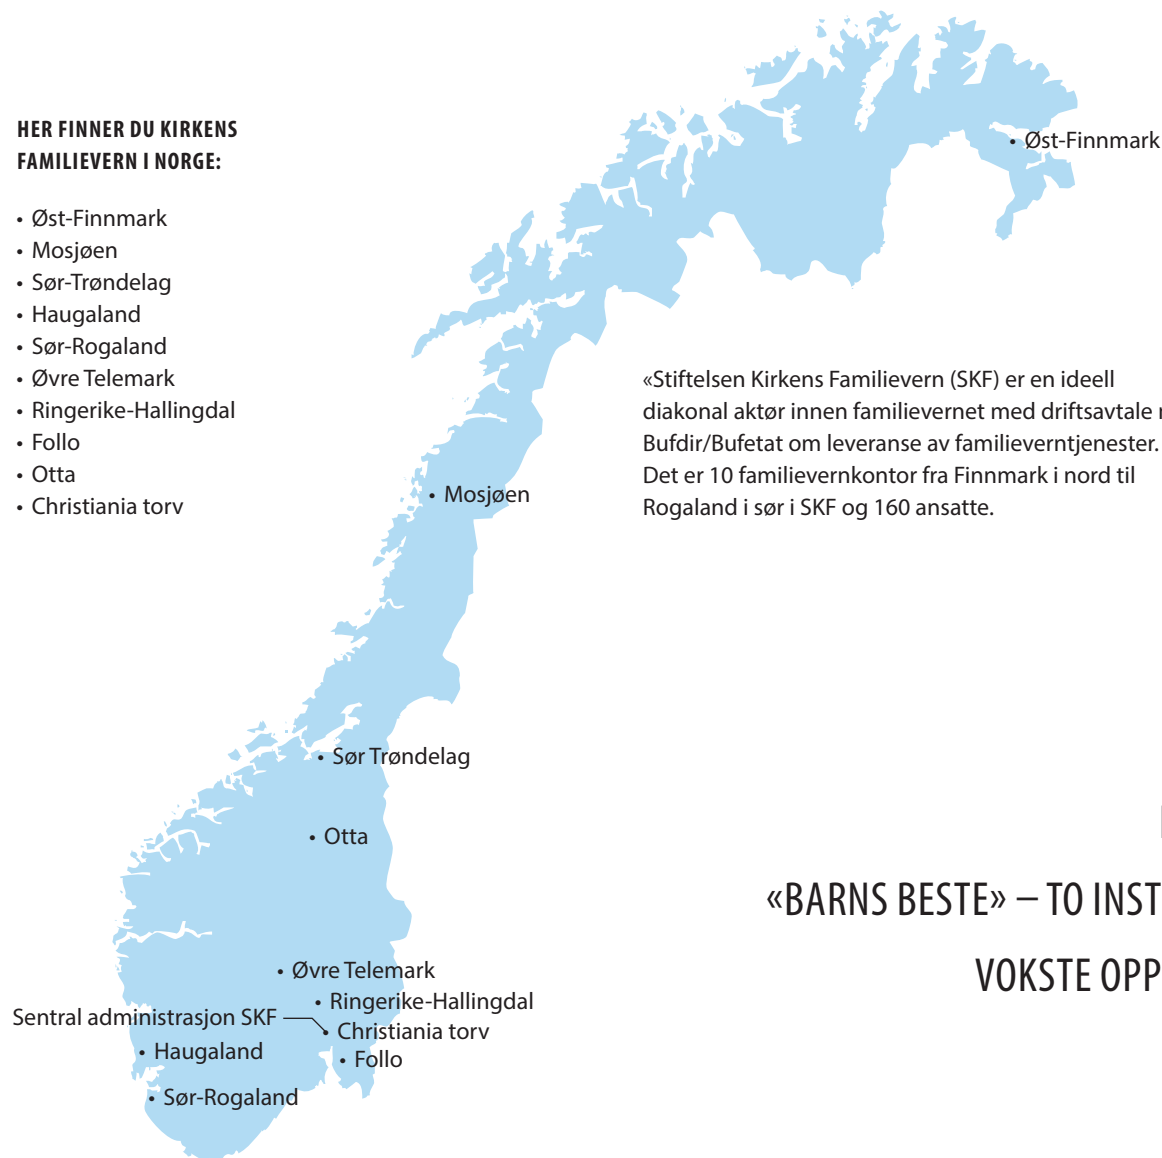 HER FINNER DU KIRKENS
FAMILIEVERN I NORGE:
• Øst-Finnmark
• Mosjøen
• Sør-Trøndelag
• Haugaland
• Sør-Rogaland
• Øvre Telemark
• Ringerike-Hallingdal
• Follo
• Otta
• Christiania torv
• Øst-Finnmark
«Stiftelsen Kirkens Familievern (SKF) er en ideell
diakonal aktør innen familievernet med driftsavtale
Bufdir/Bufetat om leveranse av familieverntjenester.
Det er 10 familievernkontor fra Finnmark i nord til
Rogaland i sør i SKF og 160 ansatte.
• Mosjøen
• Sør Trøndelag
• Otta
«BARNS BESTE» – TO INST
VOKSTE OPP
• Øvre Telemark
• Ringerike-Hallingdal
Sentral administrasjon SKF
• Christiania torv
• Haugaland
• Follo
• Sør-Rogaland